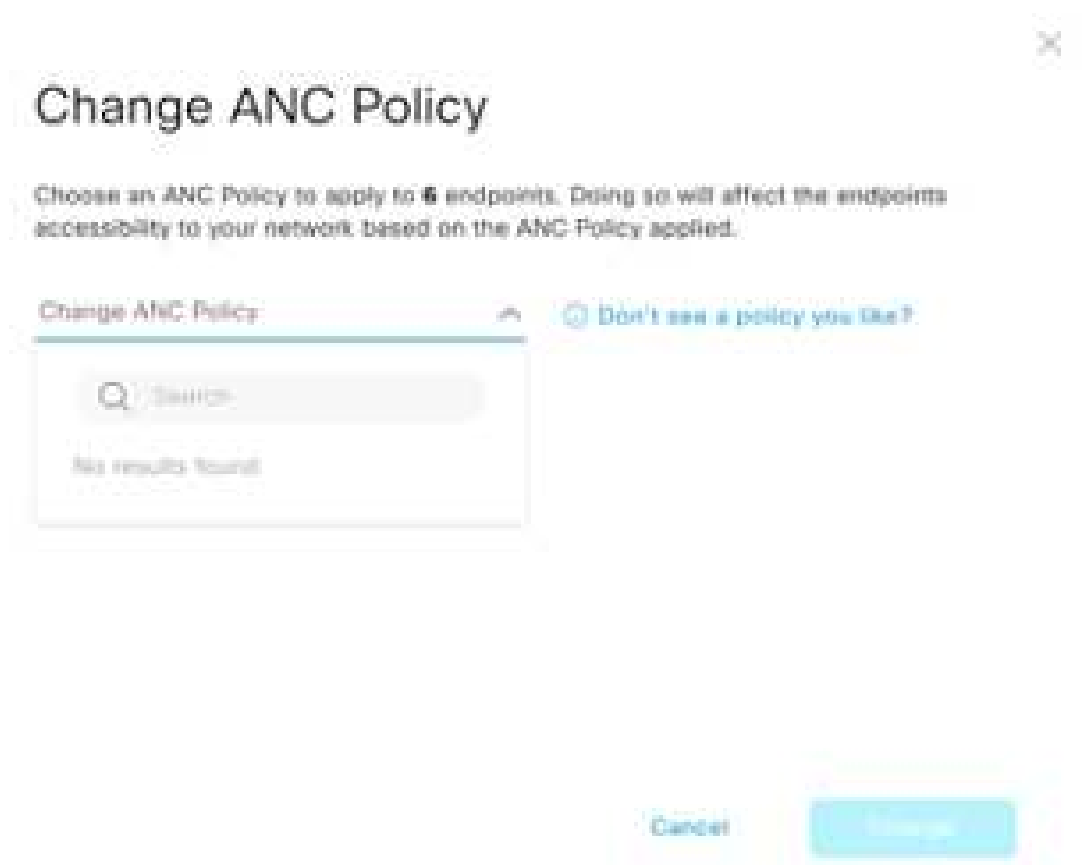 Change ANC Policy
Choose an ANC Policy to apply to 6 endpoints. Doing so will affect the endpoints
accessibility to your network based on the ANC Policy applied.
Change ANC Policy
Don't see a policy you like?
Search
No results found
Cancel